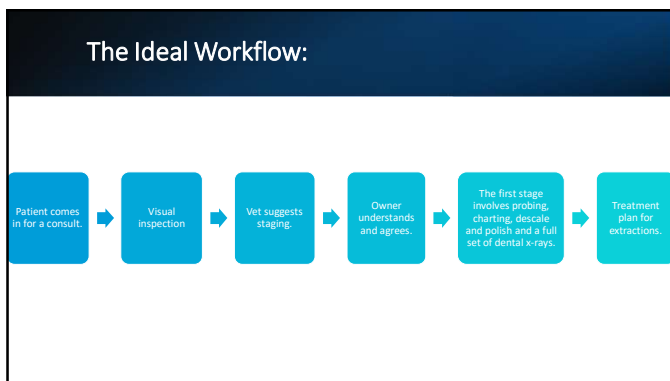 The Ideal Workflow:
Patient comes
in for a consult.
Visual
inspection
Vet suggests
staging.
Owner
understands
and agrees.
The first stage
involves probing,
charting, descale
and polish and a full
set of dental x-rays.
Treatment
plan for
extractions.